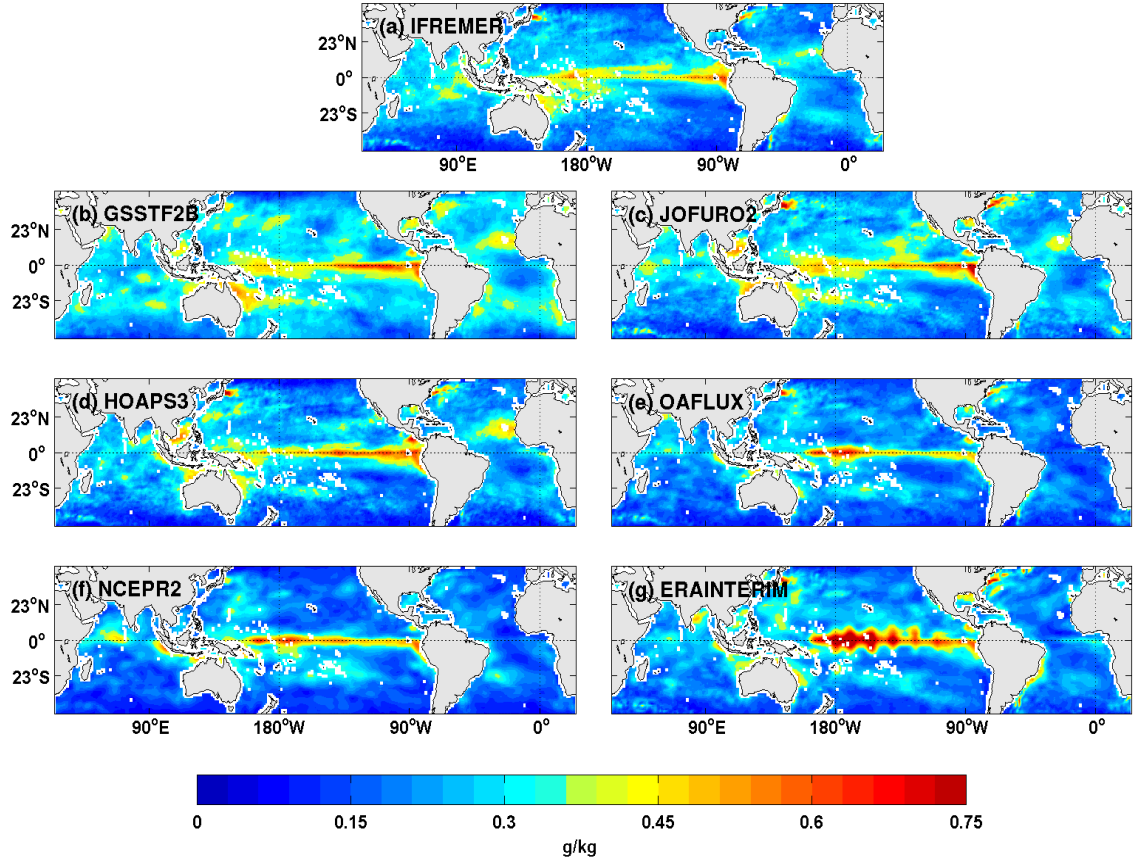 (a) IFREMER
23°N
0°
23°S
90°E 180°W 90°W 0°
(b) GSSTF2B (c) JOFURO2
0°
23°S
(d) HOAPS3 (e) OAFLUX
23°N
0°
23°S
(f) NCEPR2 (g) ERAINTERIM
23°N
0°
23°S
90°E 180°W 90°W 0° 90°E 180°W 90°W 0°
0 0.15 0.3 0.45 0.6 0.75
g/kg